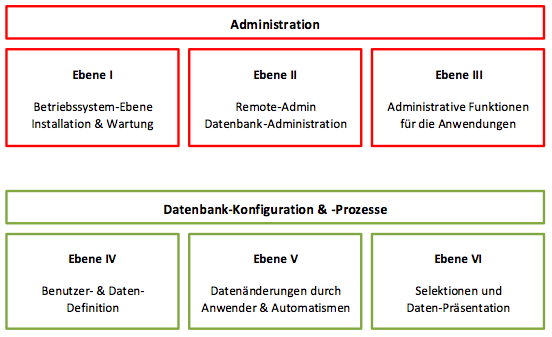 Administration
Ebene I
Betriebssystem-Ebene
Installation & Wartung
Ebene II
Remote-Admin
Datenbank-Administration
Ebene III
Administrative Funktionen
für die Anwendungen
Datenbank-Konfiguration & -Prozesse
Ebene IV
Benutzer- & Daten-
Definition
Ebene V
Datenänderungen durch
Anwender & Automatismen
Ebene VI
Selektionen und
Daten-Präsentation